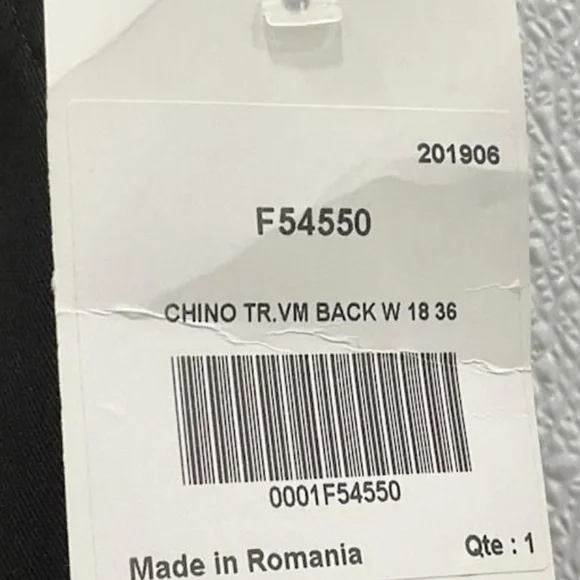 201906
F54550
CHINO TR.VM BACK W 18 36
0001F54550
Made in Romania
Qte : 1